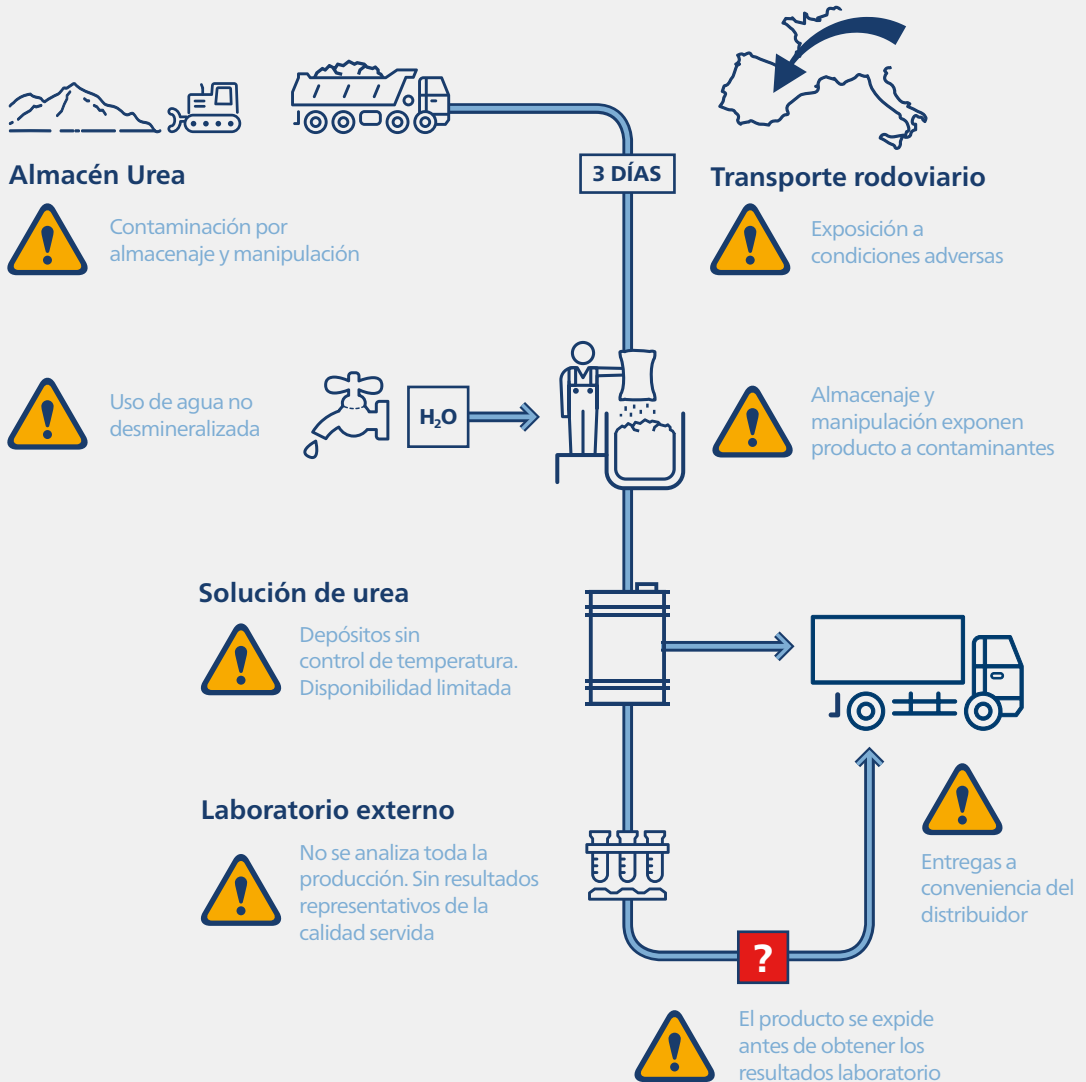 3 DÍAS
Almacén Urea
Contaminación por
almacenaje y manipulación
Transporte rodoviario
Exposición a
condiciones adversas
Uso de agua no
desmineralizada
H₂O
Almacenaje y
manipulación exponen
producto a contaminantes
Solución de urea
Depósitos sin
control de temperatura.
Disponibilidad limitada
Laboratorio externo
No se analiza toda la
producción. Sin resultados
representativos de la
calidad servida
Entregas a
conveniencia del
distribuidor
?
El producto se expide
antes de obtener los
resultados laboratorio